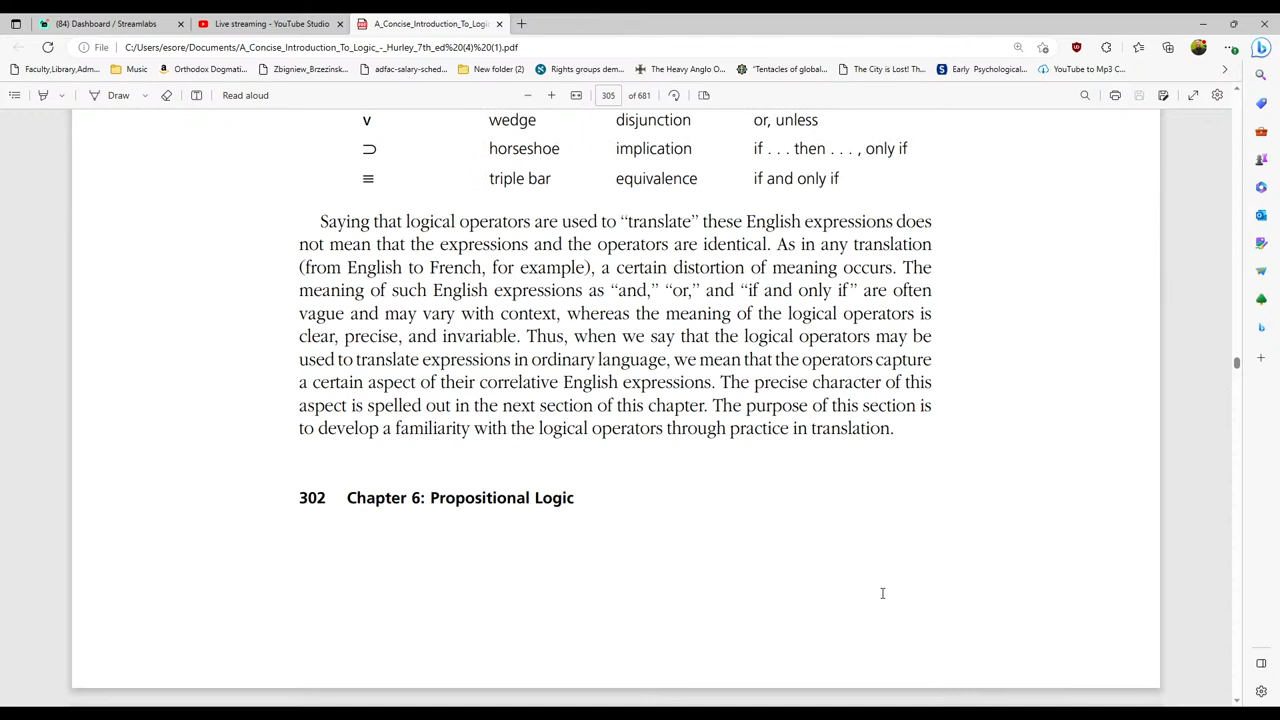 (84) Dashboard / Streamlabs
Live streaming - YouTube Studio
A_Concise_Introduction_To_Logi
File C:/Users/esore/Documents/A_Concise_Introduction_To_Logic_-_Hurley_7th_ed%20(4)%20(1).pdf
Faculty,Library,Adm... Music Orthodox Dogmati... Zbigniew_Brzezinsk... adfac-salary-sched... New folder (2) Rights groups dem... The Heavy Anglo O... "Tentacles of global... The City is Lost! Th... Early Psychological... YouTube to Mp3 C...
Draw Read aloud 305 of 681
v wedge disjunction or, unless
⊃ horseshoe implication if . . . then . . . , only if
≡ triple bar equivalence if and only if
Saying that logical operators are used to “translate” these English expressions does
not mean that the expressions and the operators are identical. As in any translation
(from English to French, for example), a certain distortion of meaning occurs. The
meaning of such English expressions as “and,” “or,” and “if and only if” are often
vague and may vary with context, whereas the meaning of the logical operators is
clear, precise, and invariable. Thus, when we say that the logical operators may be
used to translate expressions in ordinary language, we mean that the operators capture
a certain aspect of their correlative English expressions. The precise character of this
aspect is spelled out in the next section of this chapter. The purpose of this section is
to develop a familiarity with the logical operators through practice in translation.
302 Chapter 6: Propositional Logic